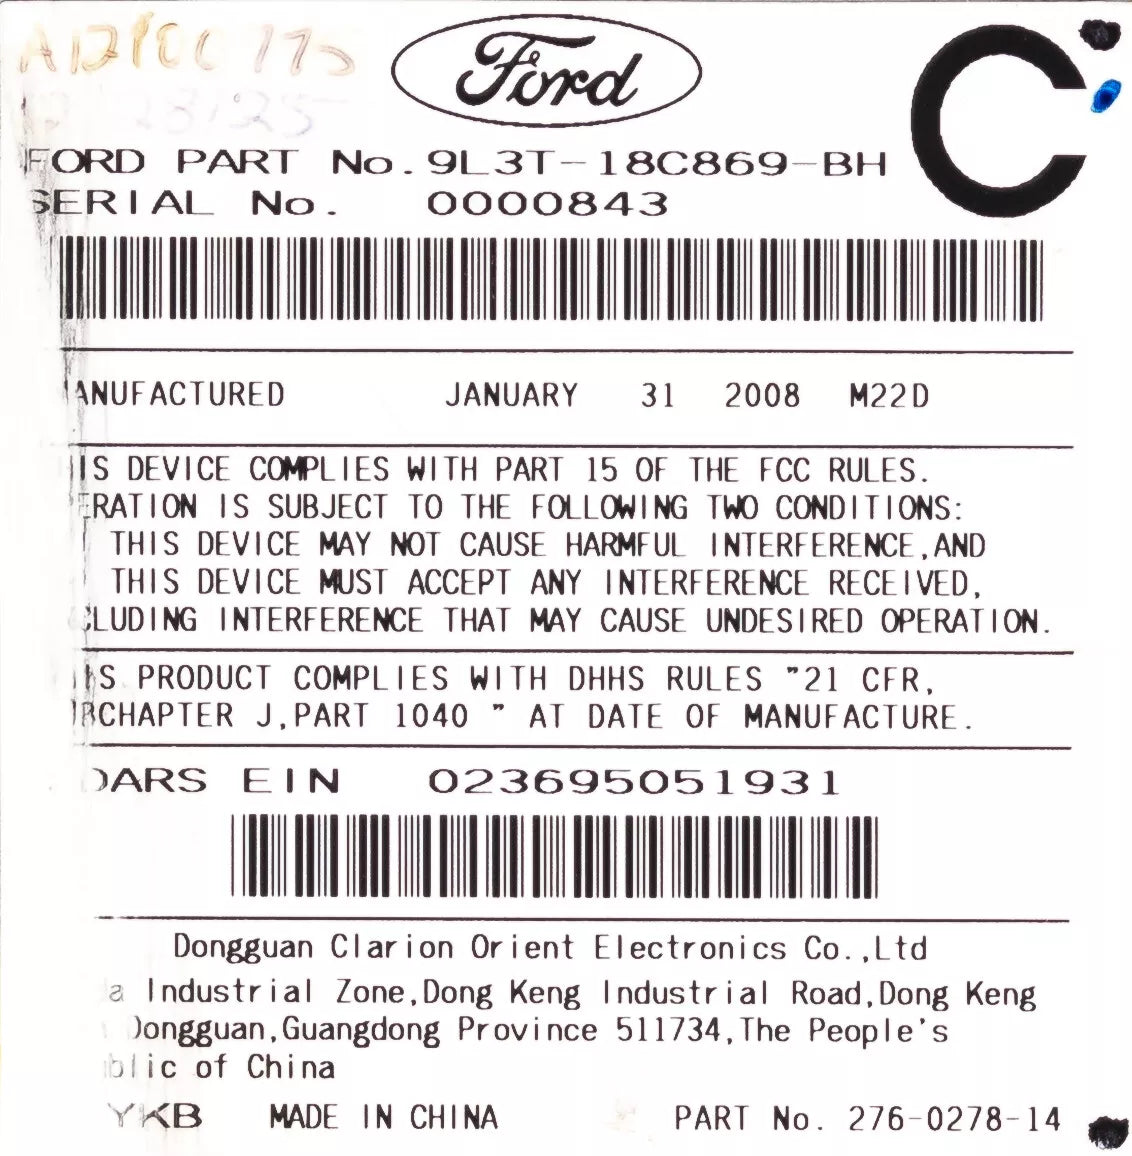 Ford
C
FORD PART No. 9L3T-18C869-BH
SERIAL No. 0000843
ANUFACTURED JANUARY 31 2008 M22D
IS DEVICE COMPLIES WITH PART 15 OF THE FCC RULES.
ERATION IS SUBJECT TO THE FOLLOWING TWO CONDITIONS:
THIS DEVICE MAY NOT CAUSE HARMFUL INTERFERENCE,AND
THIS DEVICE MUST ACCEPT ANY INTERFERENCE RECEIVED,
CLUDING INTERFERENCE THAT MAY CAUSE UNDESIRED OPERATION.
IS PRODUCT COMPLIES WITH DHHS RULES "21 CFR,
BCHAPTER J,PART 1040 " AT DATE OF MANUFACTURE.
DARS EIN 023695051931
Dongguan Clarion Orient Electronics Co.,Ltd
a Industrial Zone,Dong Keng Industrial Road,Dong Keng
Dongguan,Guangdong Province 511734,The People's
blic of China
YKB MADE IN CHINA PART No. 276-0278-14